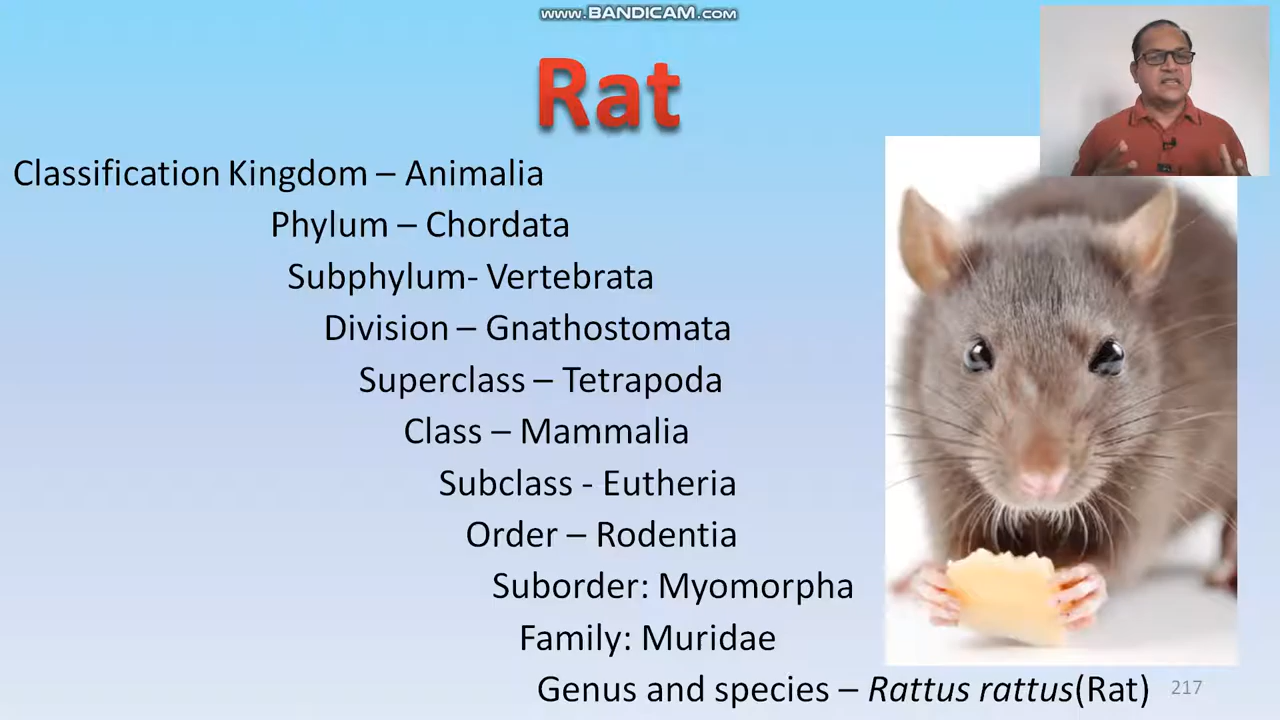 www.BANDICAM.com
Rat
Classification Kingdom – Animalia
Phylum – Chordata
Subphylum- Vertebrata
Division – Gnathostomata
Superclass – Tetrapoda
Class – Mammalia
Subclass - Eutheria
Order – Rodentia
Suborder: Myomorpha
Family: Muridae
Genus and species – Rattus rattus(Rat)
217